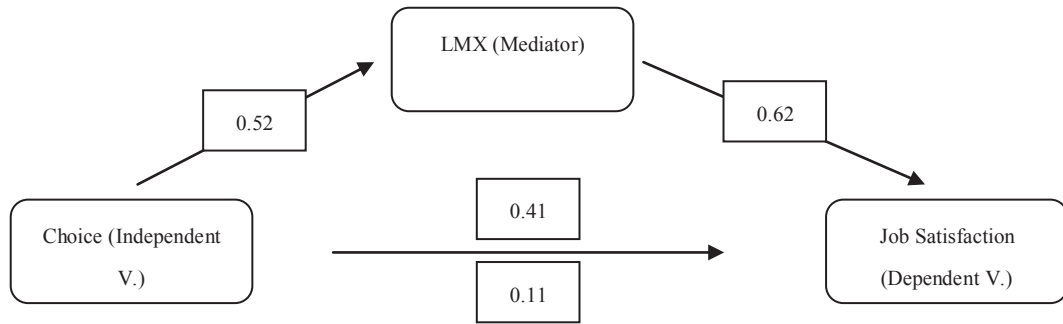 LMX (Mediator)
0.52
0.62
Choice (Independent
V.)
0.41
0.11
Job Satisfaction
(Dependent V.)